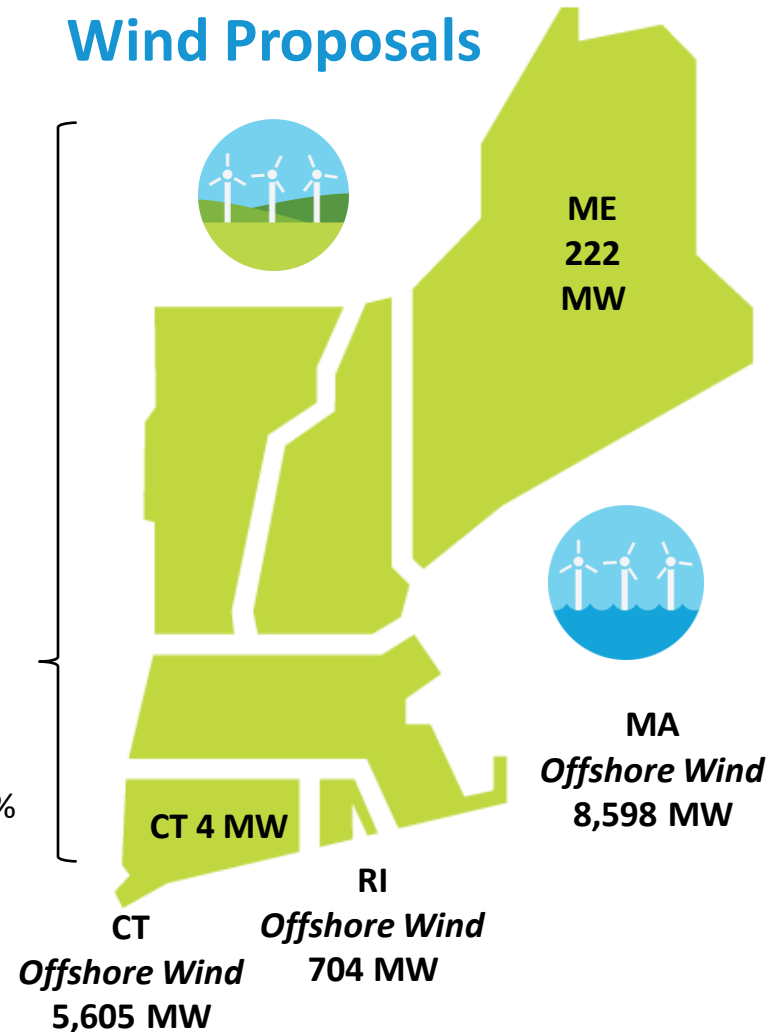 Wind Proposals
ME
222
MW
MA
Offshore Wind
8,598 MW
%
CT 4 MW
RI
Offshore Wind
704 MW
CT
Offshore Wind
5,605 MW